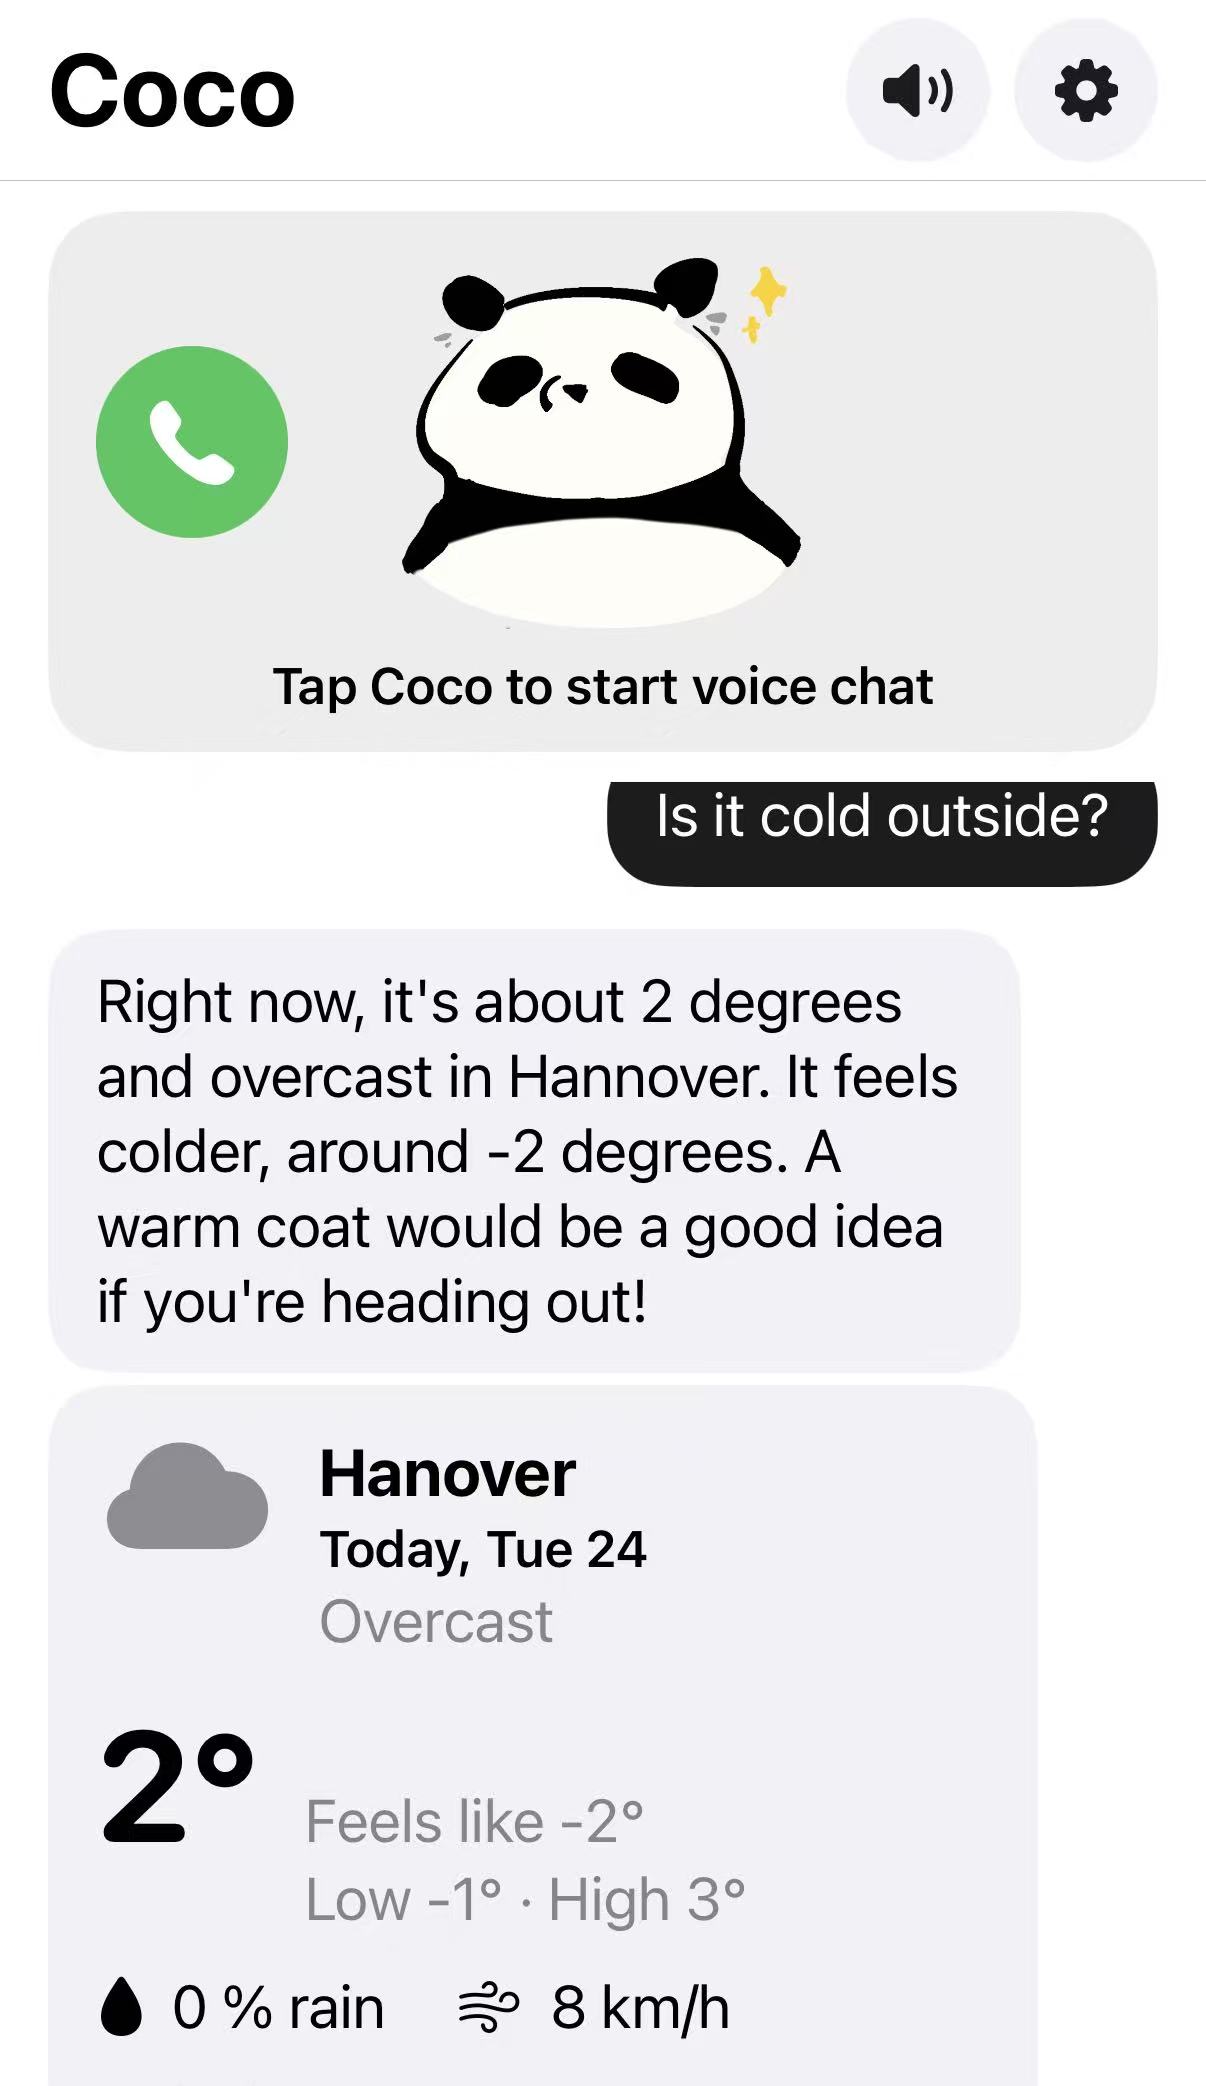 Coco
Tap Coco to start voice chat
Is it cold outside?
Right now, it's about 2 degrees
and overcast in Hannover. It feels
colder, around -2 degrees. A
warm coat would be a good idea
if you're heading out!
Hanover
Today, Tue 24
Overcast
2°
Feels like -2°
Low -1° · High 3°
0 % rain 8 km/h